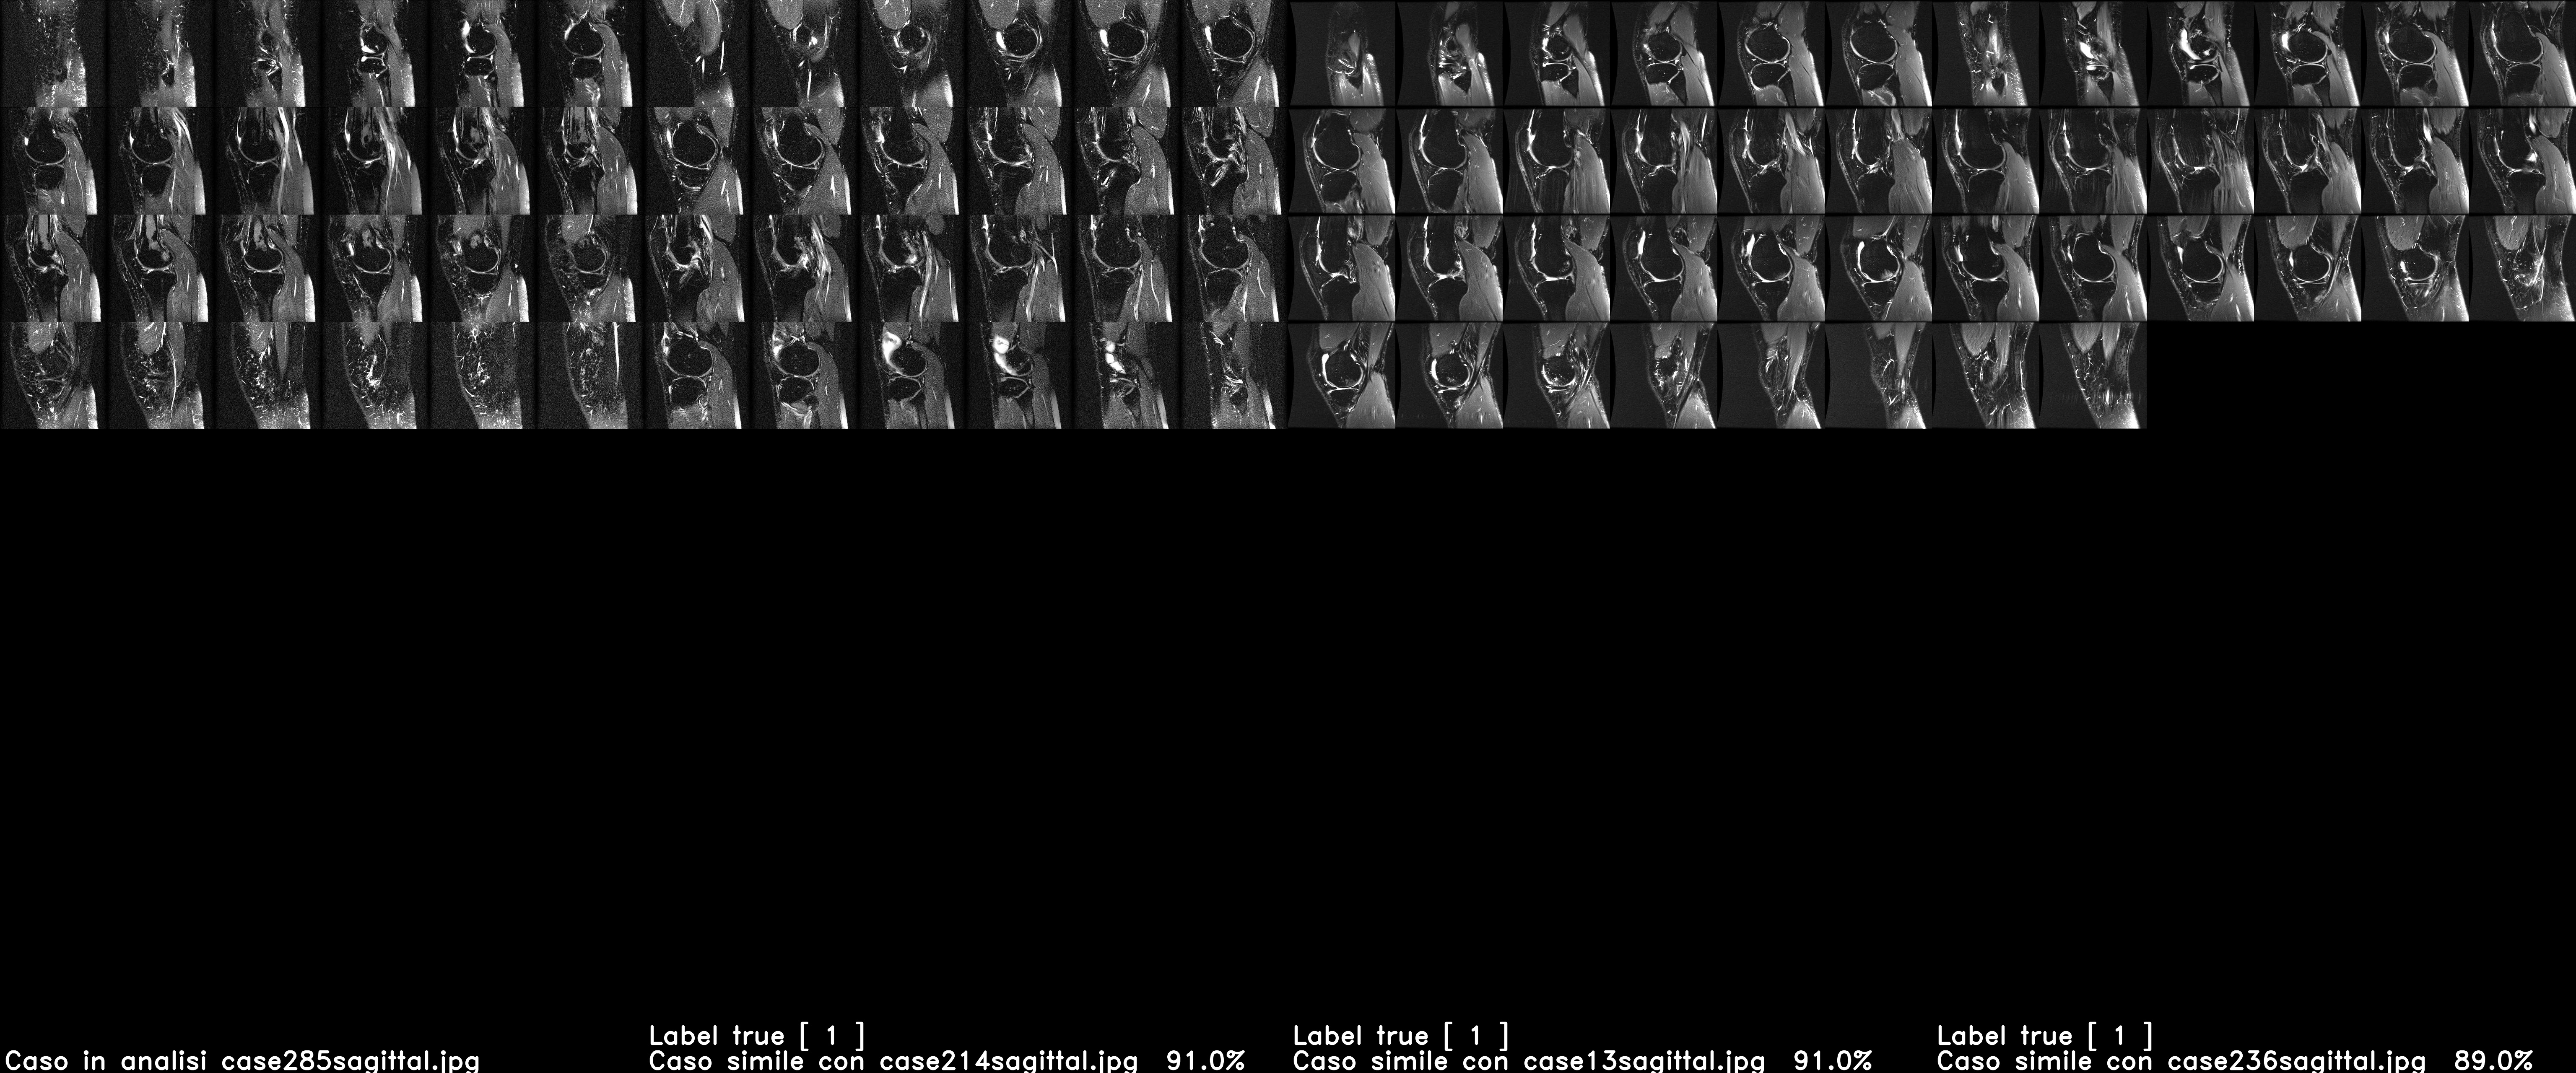 Caso in analisi case285sagittal.jpg
Label true [ 1 ]
Caso simile con case214sagittal.jpg 91.0%
Label true [ 1 ]
Caso simile con case13sagittal.jpg 91.0%
Label true [ 1 ]
Caso simile con case236sagittal.jpg 89.0%